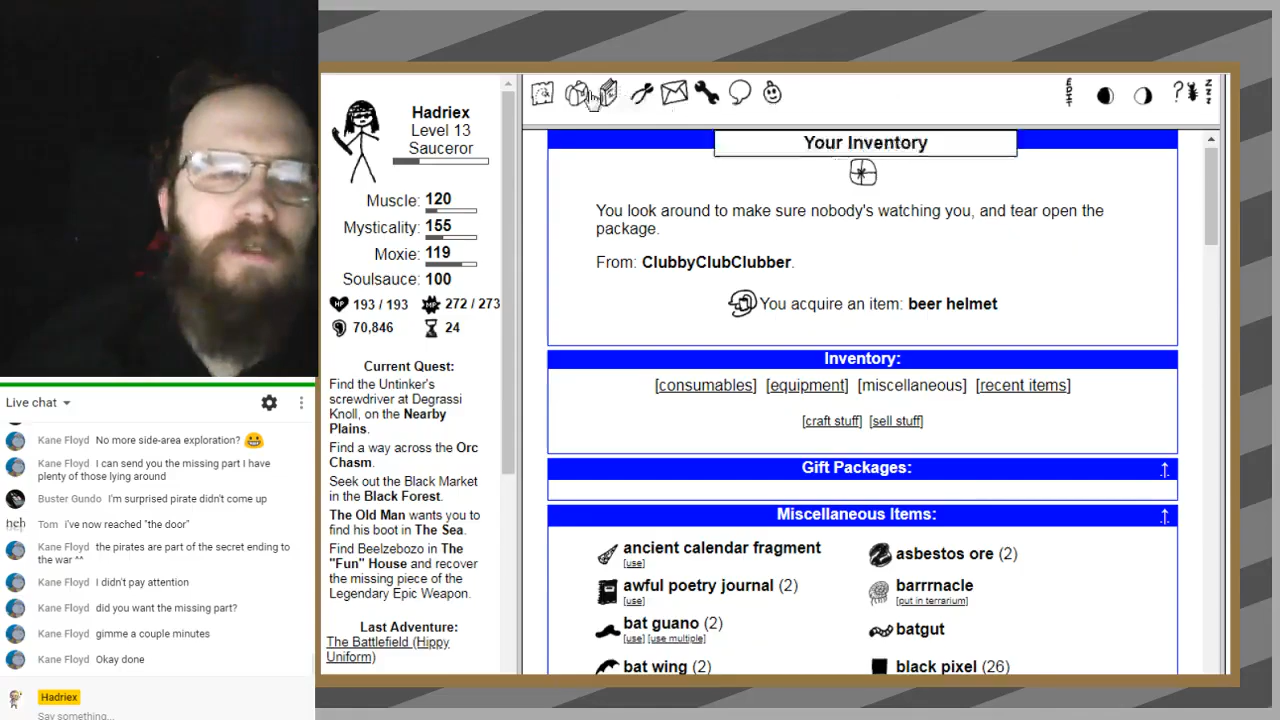 Hadriex
Level 13
Sauceror
Muscle: 120
Mysticality: 155
Moxie: 119
Soulsauce: 100
HP 193 / 193 MP 272 / 273
70,846 24
Current Quest:
Find the Untinker's
screwdriver at Degrassi
Knoll, on the Nearby
Plains.
Find a way across the Orc
Chasm.
Seek out the Black Market
in the Black Forest.
The Old Man wants you to
find his boot in The Sea.
Find Beelzebozo in The
"Fun" House and recover
the missing piece of the
Legendary Epic Weapon.
Last Adventure:
The Battlefield (Hippy
Uniform)
Your Inventory
You look around to make sure nobody's watching you, and tear open the
package.
From: ClubbyClubClubber.
You acquire an item: beer helmet
Inventory:
[consumables] [equipment] [miscellaneous] [recent items]
[craft stuff] [sell stuff]
Gift Packages: ↑
Miscellaneous Items: ↑
ancient calendar fragment
[use]
asbestos ore (2)
awful poetry journal (2)
[use]
barrrnacle
[put in terrarium]
bat guano (2)
[use] [use multiple]
batgut
bat wing (2)
black pixel (26)
Live chat
Kane Floyd No more side-area exploration?
Kane Floyd I can send you the missing part I have
plenty of those lying around
Buster Gundo I'm surprised pirate didn't come up
Tom i've now reached "the door"
Kane Floyd the pirates are part of the secret ending to
the war ^^
Kane Floyd I didn't pay attention
Kane Floyd did you want the missing part?
Kane Floyd gimme a couple minutes
Kane Floyd Okay done
Hadriex
Say something...